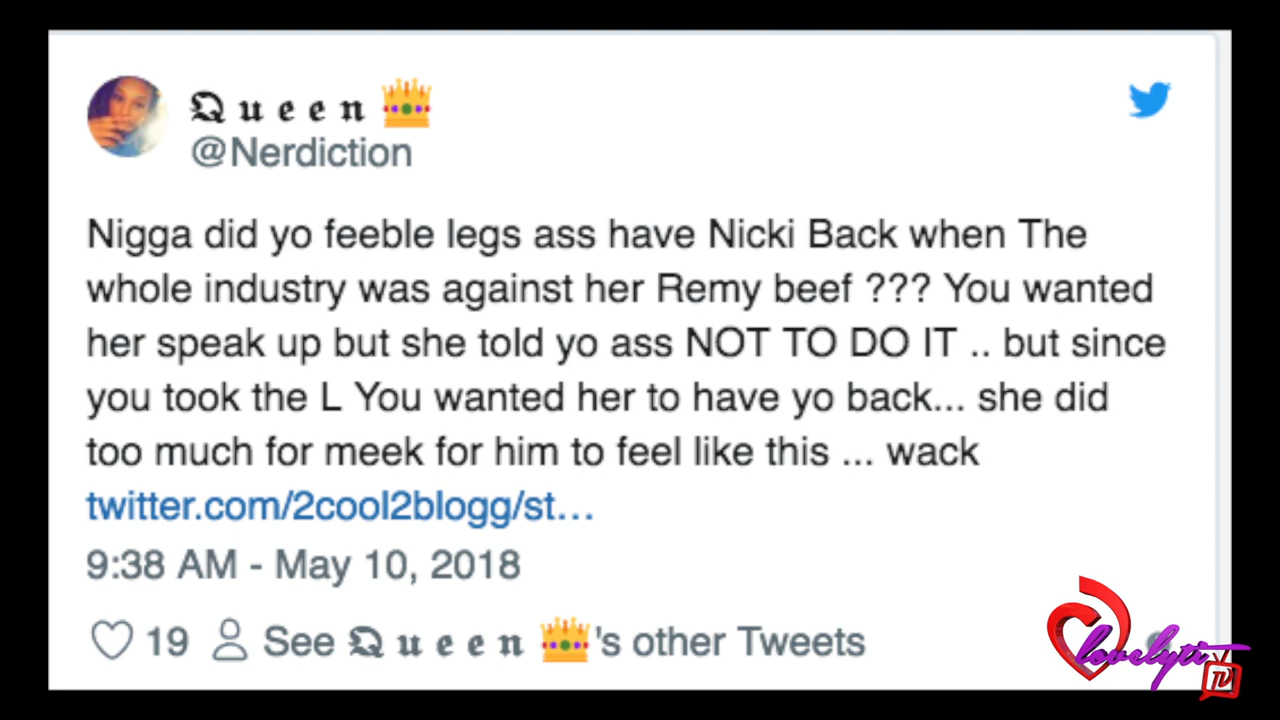 𝕼 𝖚 𝖊 𝖊 𝖓 👑
@Nerdiction
Nigga did yo feeble legs ass have Nicki Back when The
whole industry was against her Remy beef ??? You wanted
her speak up but she told yo ass NOT TO DO IT .. but since
you took the L You wanted her to have yo back... she did
too much for meek for him to feel like this ... wack
twitter.com/2cool2blogg/st...
9:38 AM - May 10, 2018
19 See 𝕼 𝖚 𝖊 𝖊 𝖓 👑's other Tweets
lovelyti
TV